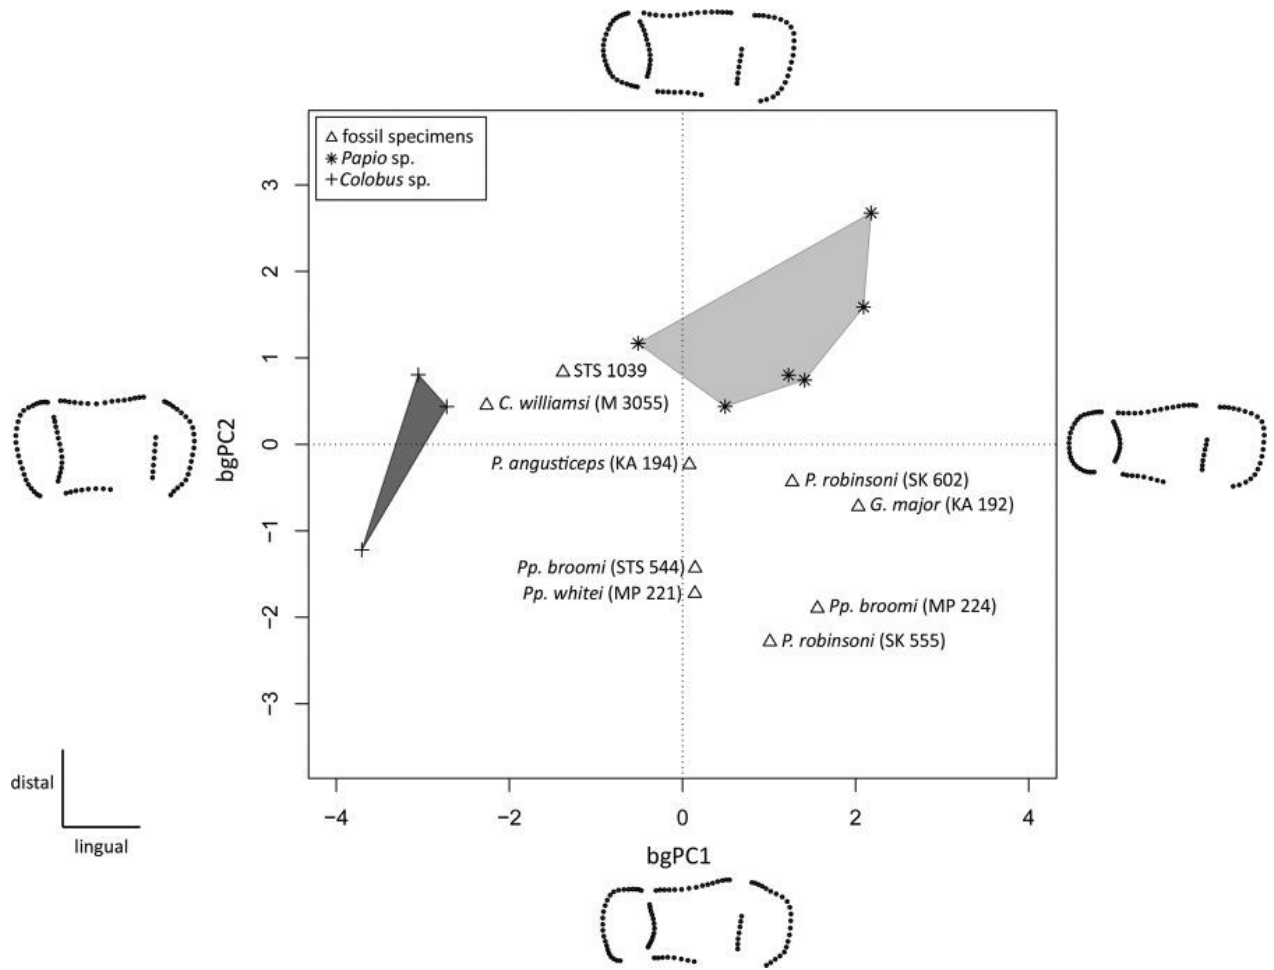 △ fossil specimens
✳ Papio sp.
+ Colobus sp.
3
2
1
0
−1
−2
−3
bgPC2
STS 1039
C. williamsi (M 3055)
P. angusticeps (KA 194)
P. robinsoni (SK 602)
G. major (KA 192)
Pp. broomi (STS 544)
Pp. whitei (MP 221)
Pp. broomi (MP 224)
P. robinsoni (SK 555)
distal
lingual
−4 −2 0 2 4
bgPC1